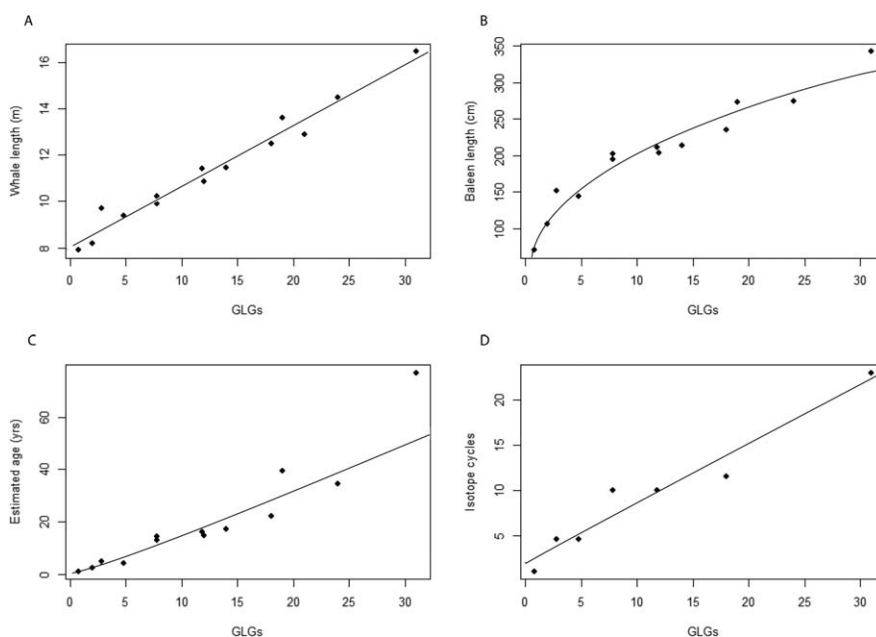 A
Whale length (m)
16
14
12
10
8
0 5 10 15 20 25 30
GLGs
B
Baleen length (cm)
350
300
250
200
150
100
0 5 10 15 20 25 30
GLGs
C
Estimated age (yrs)
60
40
20
0
0 5 10 15 20 25 30
GLGs
D
Isotope cycles
20
15
10
5
0 5 10 15 20 25 30
GLGs